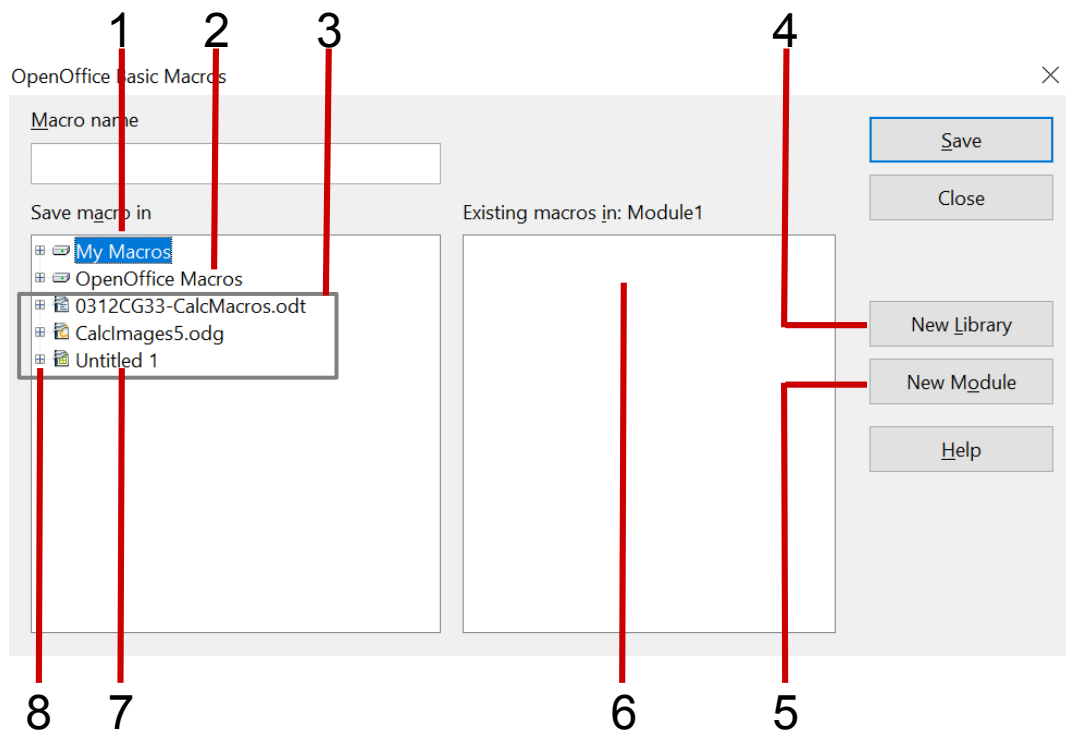 1 2 3 4
OpenOffice Basic Macros
Macro name
Save
Close
Save macro in
Existing macros in: Module1
My Macros
OpenOffice Macros
0312CG33-CalcMacros.odt
CalcImages5.odg
Untitled 1
New Library
New Module
Help
8 7 6 5